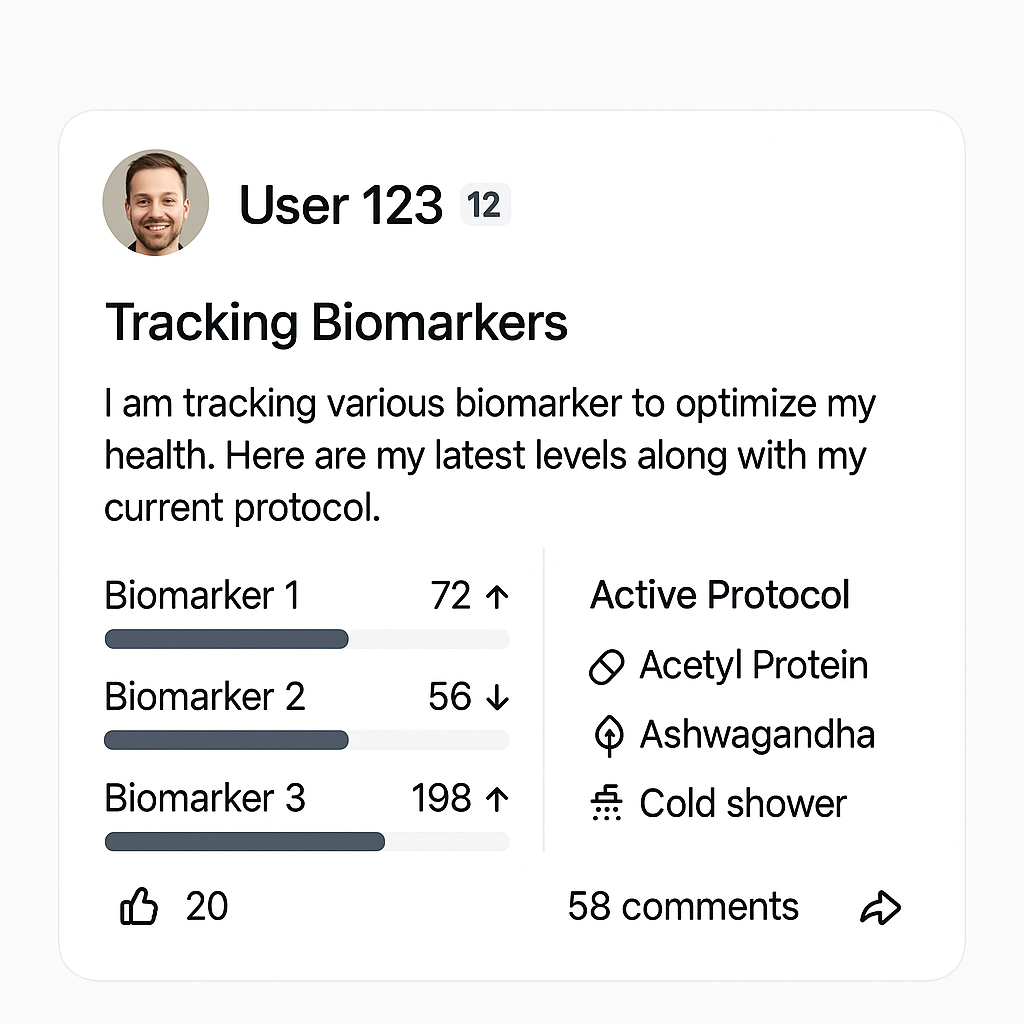 User 123 12
Tracking Biomarkers
I am tracking various biomarker to optimize my
health. Here are my latest levels along with my
current protocol.
Biomarker 1 72 ↑
Biomarker 2 56 ↓
Biomarker 3 198 ↑
Active Protocol
Acetyl Protein
Ashwagandha
Cold shower
20
58 comments